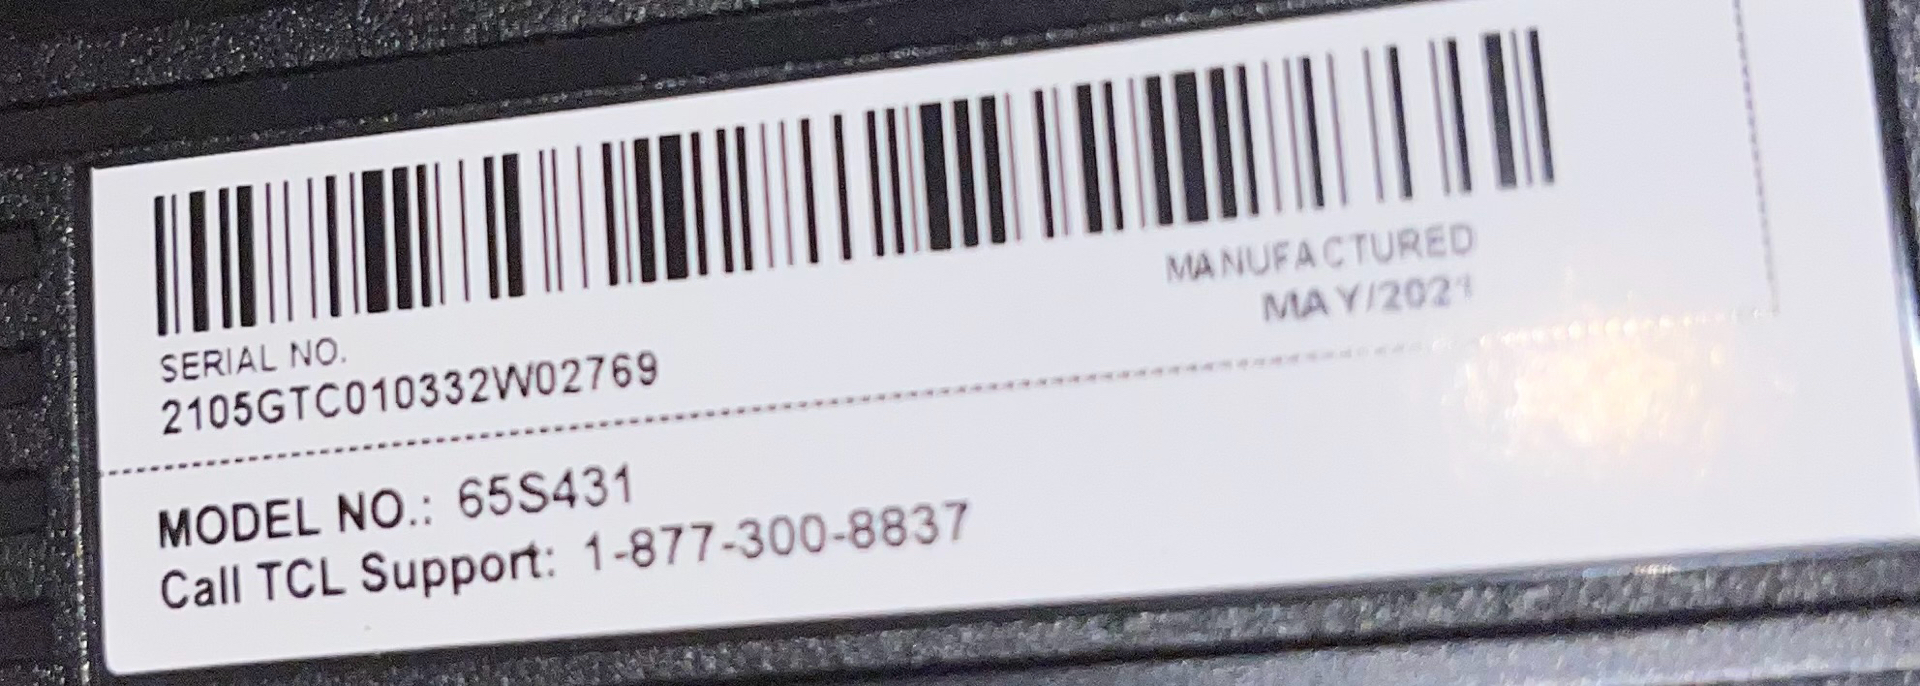 MANUFACTURED
MAY/2021
SERIAL NO.
2105GTC010332W02769
MODEL NO.: 65S431
Call TCL Support: 1-877-300-8837